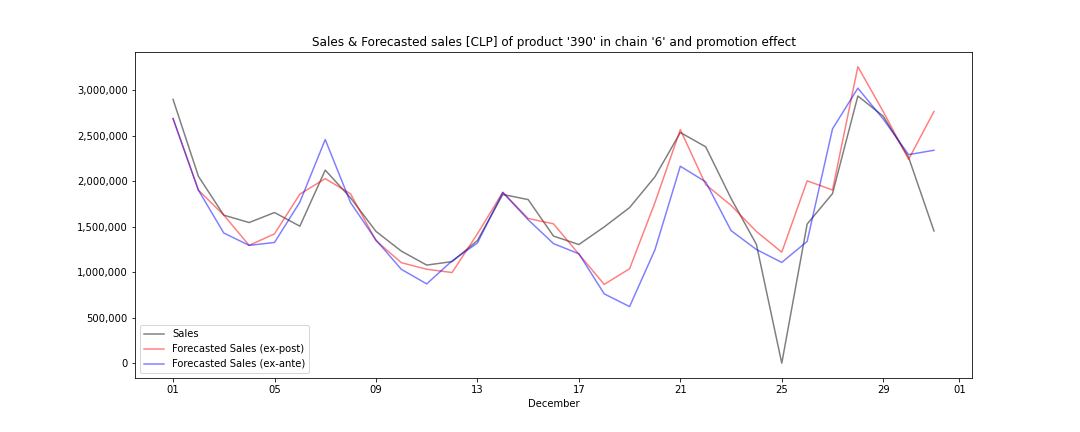 Sales & Forecasted sales [CLP] of product '390' in chain '6' and promotion effect
3,000,000
2,500,000
2,000,000
1,500,000
1,000,000
500,000
0
Sales
Forecasted Sales (ex-post)
Forecasted Sales (ex-ante)
01 05 09 13 17 21 25 29 01
December